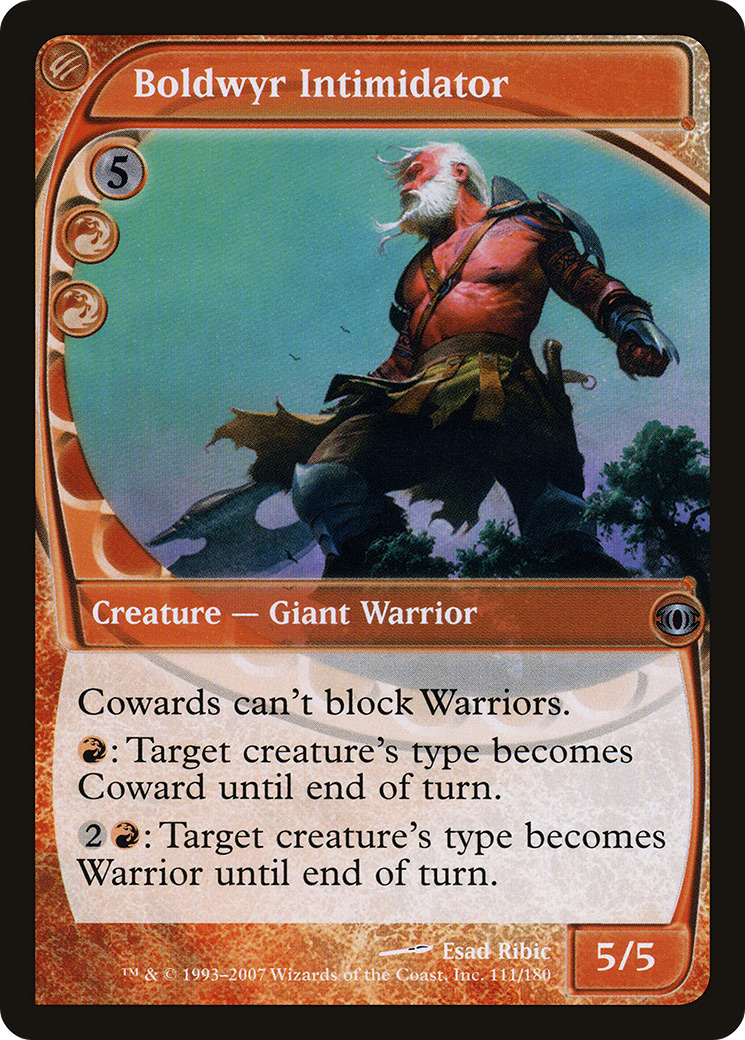 Boldwyr Intimidator
5
Creature — Giant Warrior
Cowards can't block Warriors.
: Target creature's type becomes
Coward until end of turn.
2 : Target creature's type becomes
Warrior until end of turn.
Esad Ribic
5/5
™ & © 1993–2007 Wizards of the Coast, Inc. 111/180